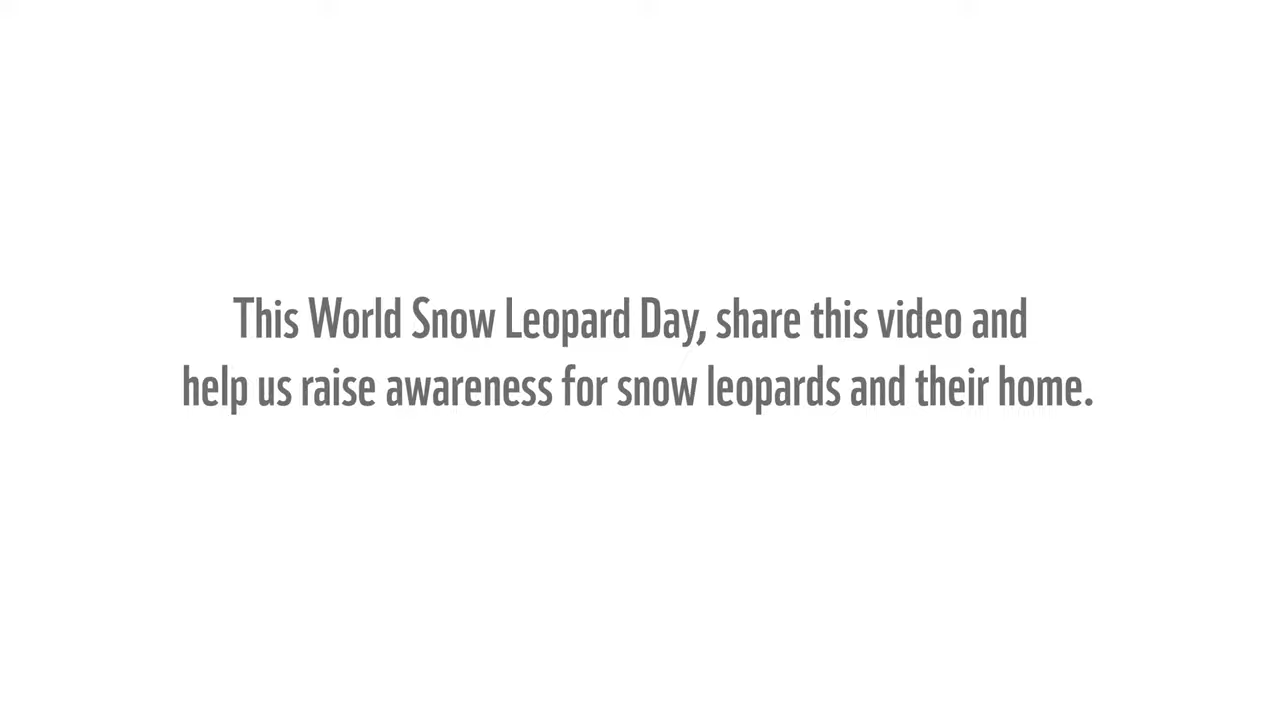 This World Snow Leopard Day, share this video and
help us raise awareness for snow leopards and their home.